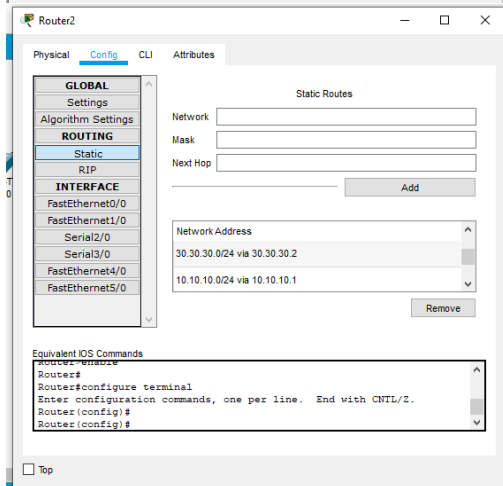 Router2
Physical Config CLI Attributes
GLOBAL
Settings
Algorithm Settings
ROUTING
Static
RIP
INTERFACE
FastEthernet0/0
FastEthernet1/0
Serial2/0
Serial3/0
FastEthernet4/0
FastEthernet5/0
Static Routes
Network
Mask
Next Hop
Add
Network Address
30.30.30.0/24 via 30.30.30.2
10.10.10.0/24 via 10.10.10.1
Remove
Equivalent IOS Commands
Router>enable
Router#
Router#configure terminal
Enter configuration commands, one per line. End with CNTL/Z.
Router(config)#
Router(config)#
Top